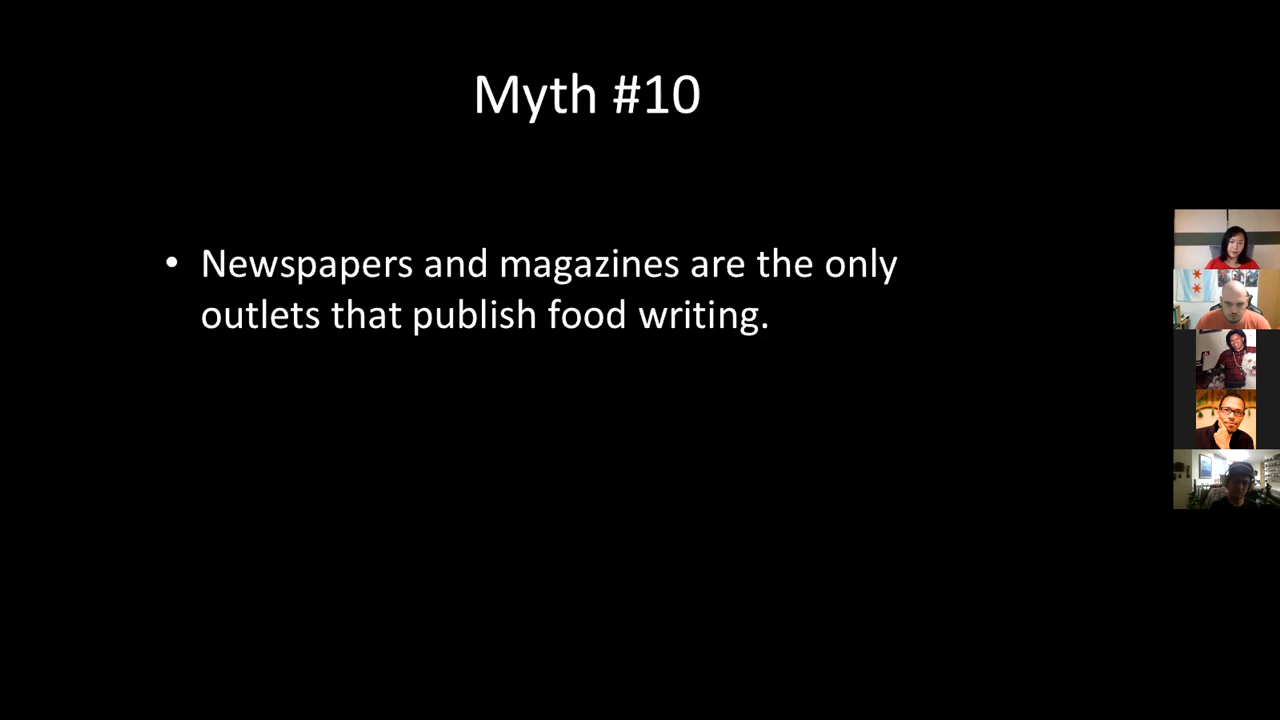 Myth #10
• Newspapers and magazines are the only
outlets that publish food writing.